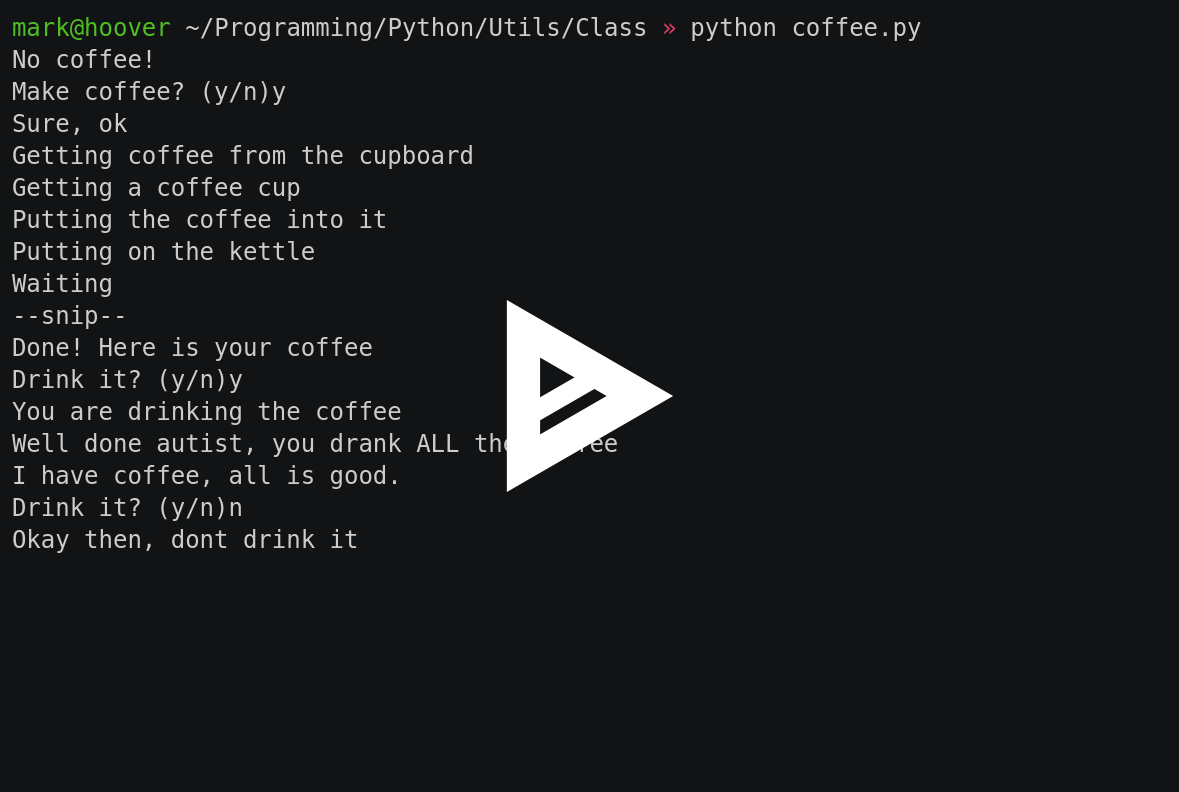 mark@hoover ~/Programming/Python/Utils/Class » python coffee.py
No coffee!
Make coffee? (y/n)y
Sure, ok
Getting coffee from the cupboard
Getting a coffee cup
Putting the coffee into it
Putting on the kettle
Waiting
--snip--
Done! Here is your coffee
Drink it? (y/n)y
You are drinking the coffee
Well done autist, you drank ALL the
I have coffee, all is good.
Drink it? (y/n)n
Okay then, dont drink it